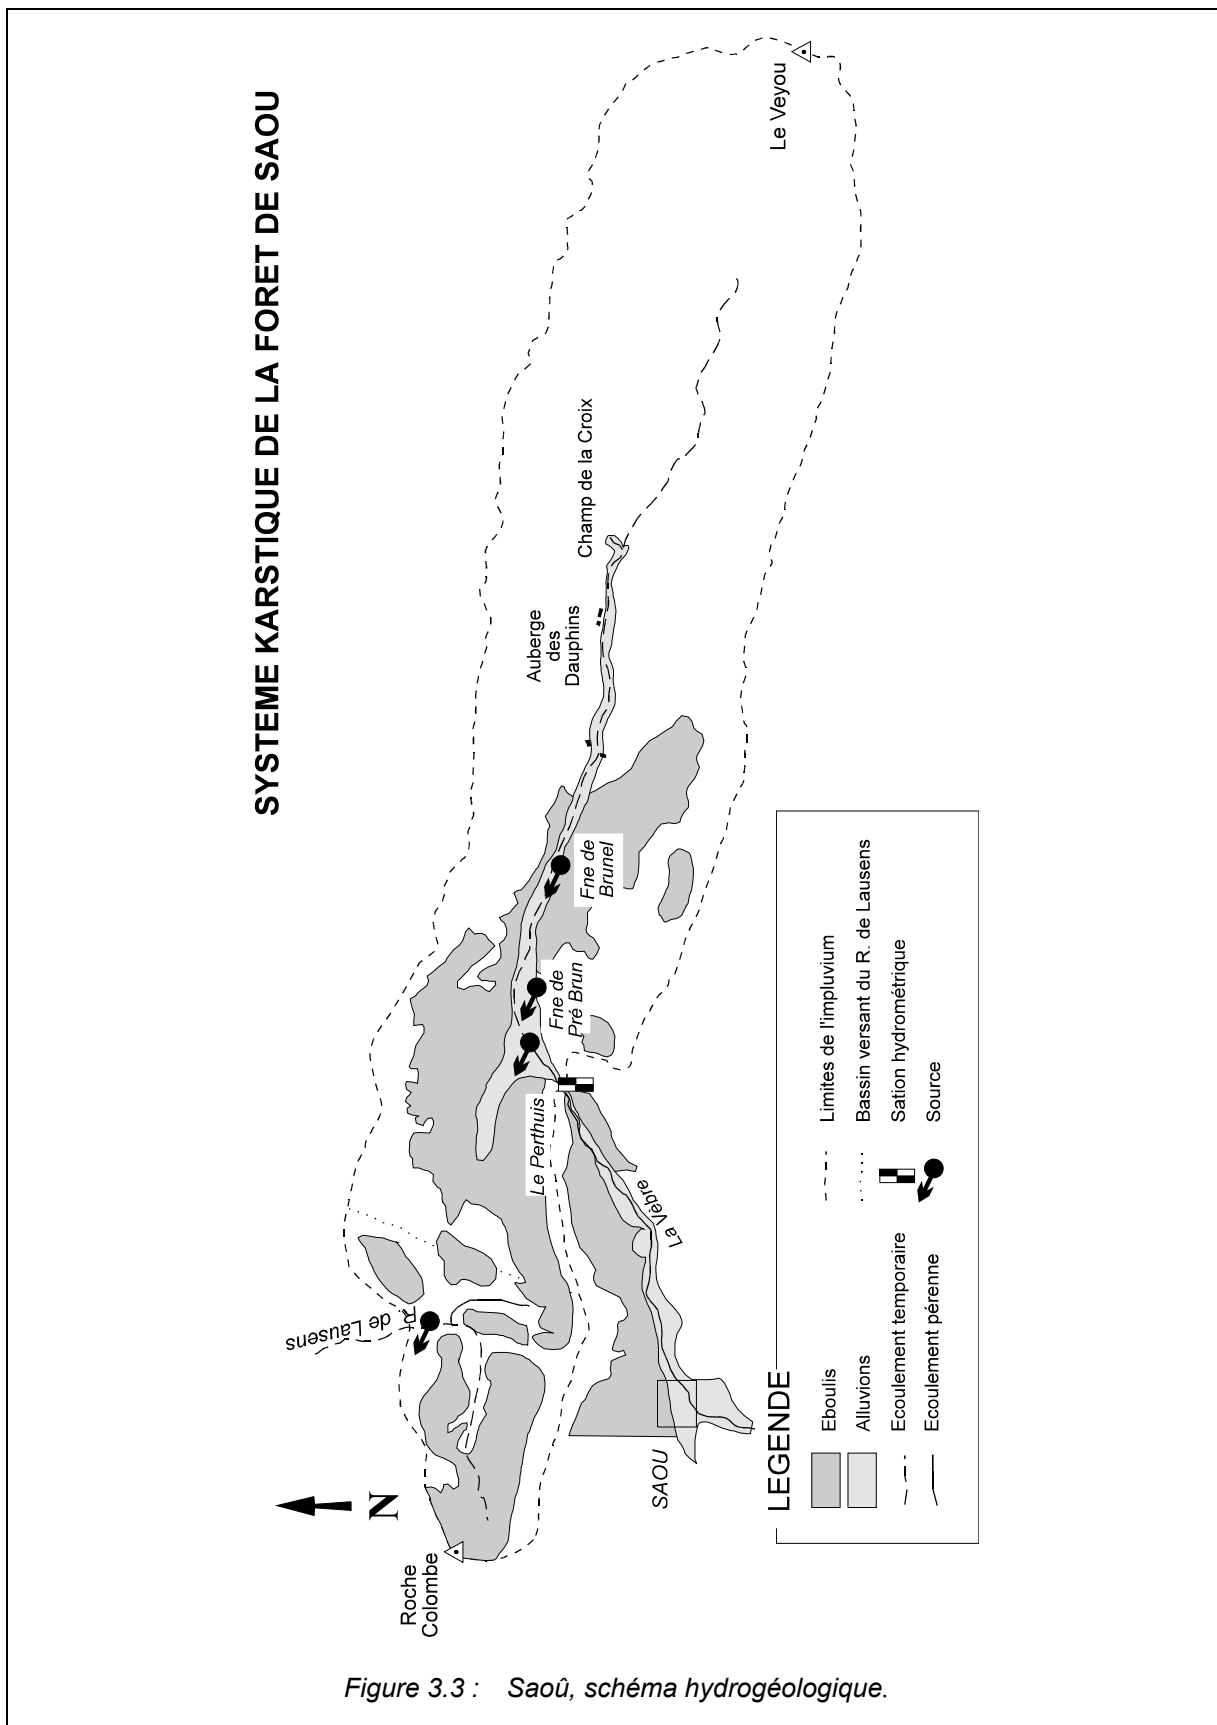 SYSTEME KARSTIQUE DE LA FORET DE SAOU
Le Veyou
Champ de la Croix
Auberge
des
Dauphins
Fne de
Brunel
Fne de
Pré Brun
Le Perthuis
La Vèbre
R. de Lausens
SAOU
Roche
Colombe
N
LEGENDE
Eboulis
Alluvions
Ecoulement temporaire
Ecoulement pérenne
Limites de l'impluvium
Bassin versant du R. de Lausens
Sation hydrométrique
Source
Figure 3.3 : Saoû, schéma hydrogéologique.